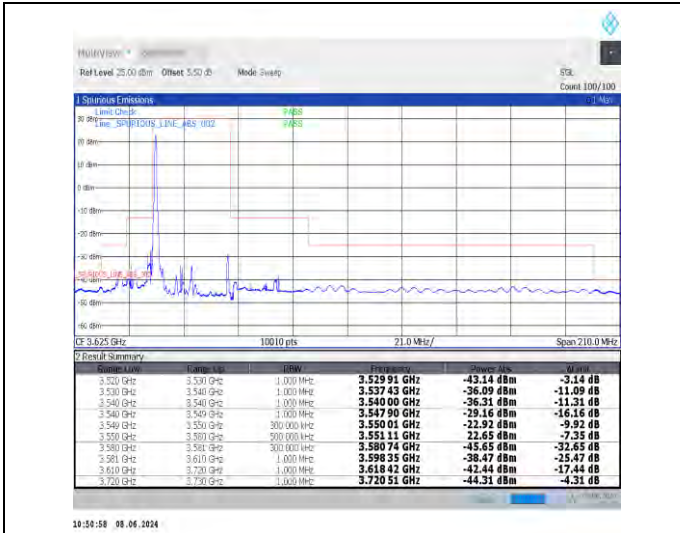 MultiView
Ref Level 25.00 dBm Offset 5.50 dB Mode Sweep SGL
Count 100/100
1 Spurious Emissions
Limit Check PASS
30 dBm
Line _SPURIOUS_LINE_ABS_002 PASS
20 dBm
10 dBm
0 dBm
-10 dBm
-20 dBm
-30 dBm
-50 dBm
-60 dBm
CF 3.625 GHz 10010 pts 21.0 MHz/ Span 210.0 MHz
2 Result Summary
Range Low Range Up RBW Frequency Power Abs ΔLimit
3.520 GHz 3.530 GHz 1.000 MHz 3.529 91 GHz -43.14 dBm -3.14 dB
3.530 GHz 3.540 GHz 1.000 MHz 3.537 43 GHz -36.09 dBm -11.09 dB
3.540 GHz 3.540 GHz 1.000 MHz 3.540 00 GHz -36.31 dBm -11.31 dB
3.540 GHz 3.549 GHz 1.000 MHz 3.547 90 GHz -29.16 dBm -16.16 dB
3.549 GHz 3.550 GHz 300.000 kHz 3.550 01 GHz -22.92 dBm -9.92 dB
3.550 GHz 3.580 GHz 500.000 kHz 3.551 11 GHz 22.65 dBm -7.35 dB
3.580 GHz 3.581 GHz 300.000 kHz 3.580 74 GHz -45.65 dBm -32.65 dB
3.581 GHz 3.610 GHz 1.000 MHz 3.598 35 GHz -38.47 dBm -25.47 dB
3.610 GHz 3.720 GHz 1.000 MHz 3.618 42 GHz -42.44 dBm -17.44 dB
3.720 GHz 3.730 GHz 1.000 MHz 3.720 51 GHz -44.31 dBm -4.31 dB
10:50:58 08.06.2024